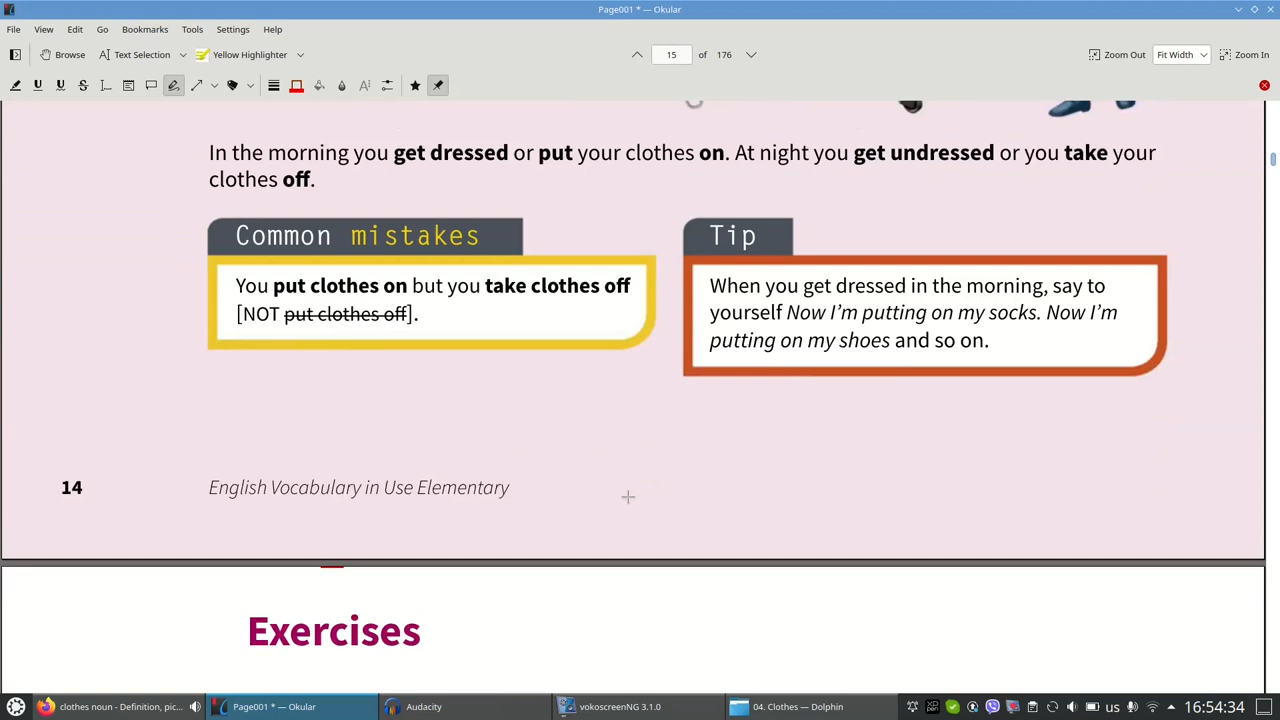 Page001 * — Okular
File View Edit Go Bookmarks Tools Settings Help
Browse Text Selection Yellow Highlighter 15 of 176 Zoom Out Fit Width Zoom In
In the morning you get dressed or put your clothes on. At night you get undressed or you take your
clothes off.
Common mistakes
You put clothes on but you take clothes off
[NOT put clothes off].
Tip
When you get dressed in the morning, say to
yourself Now I'm putting on my socks. Now I'm
putting on my shoes and so on.
14 English Vocabulary in Use Elementary
Exercises
clothes noun - Definition, pic... Page001 * — Okular Audacity vokoscreenNG 3.1.0 04. Clothes — Dolphin us 16:54:34